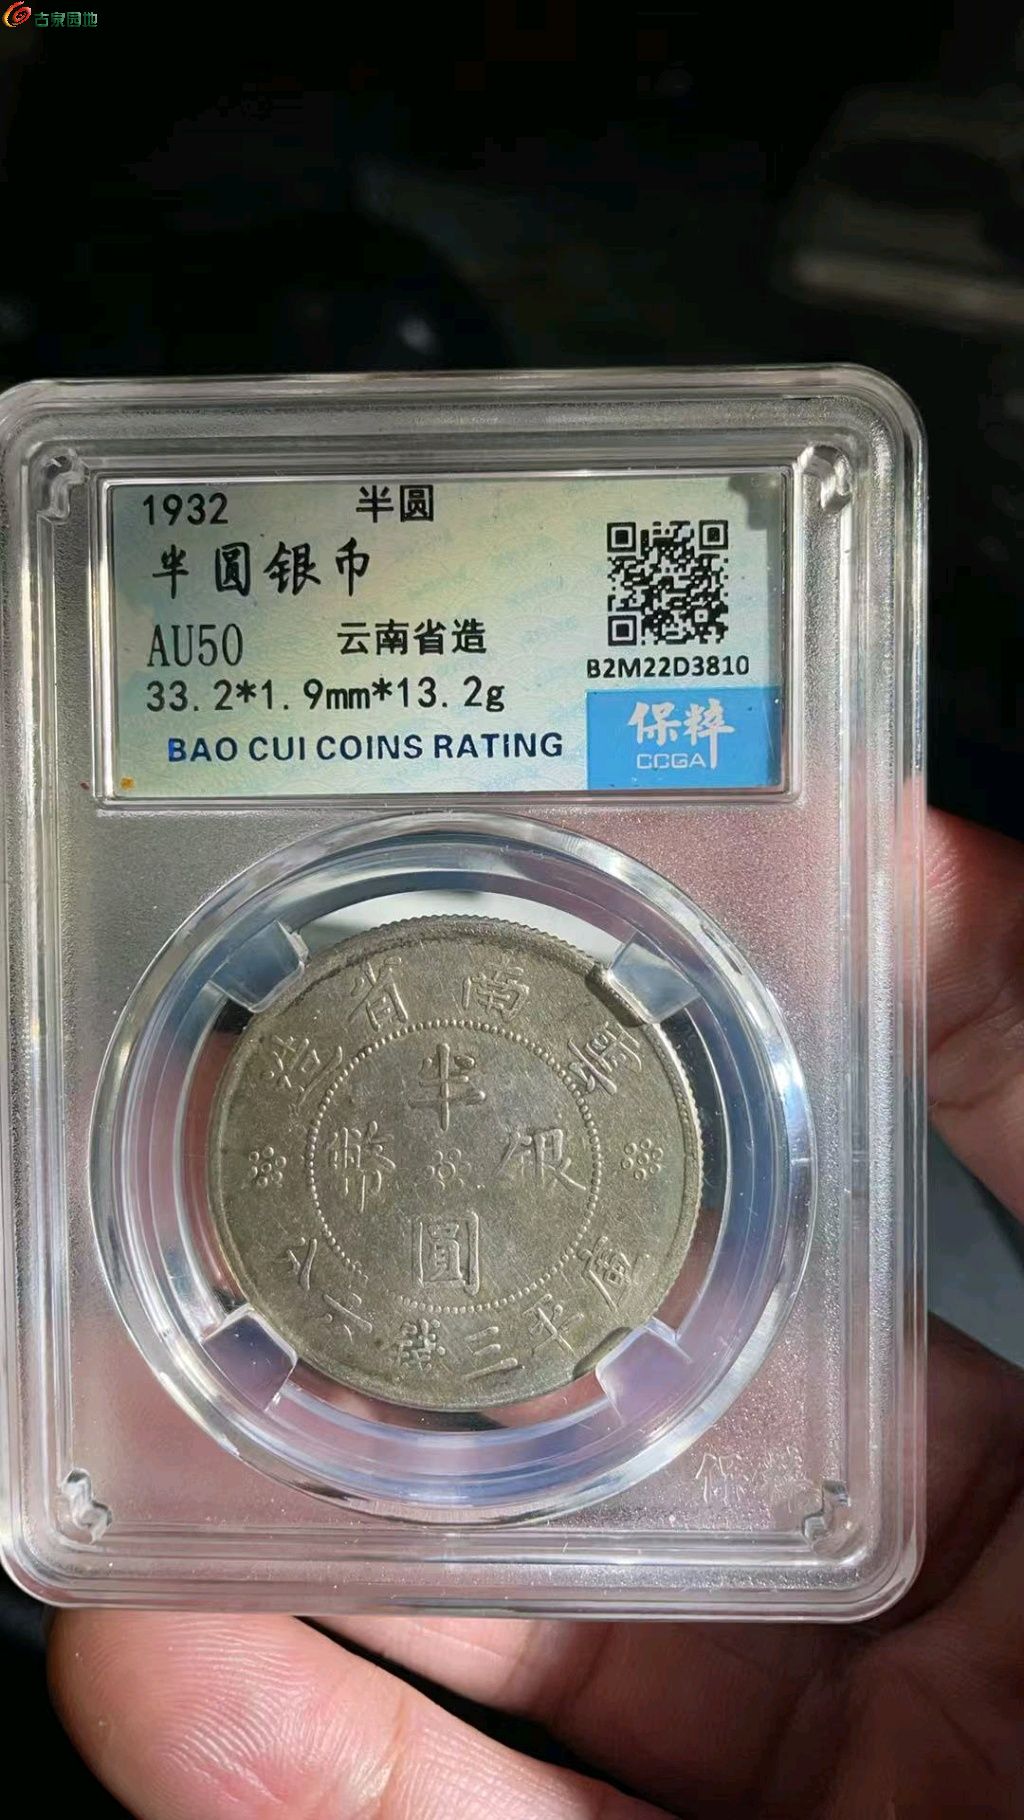 古泉园地
1932 半圆
半圆银币
AU50 云南省造
33.2*1.9mm*13.2g
BAO CUI COINS RATING
B2M22D3810
保粹
CCGA
雲南省造
半圓
銀幣
庫平三錢六分
保粹